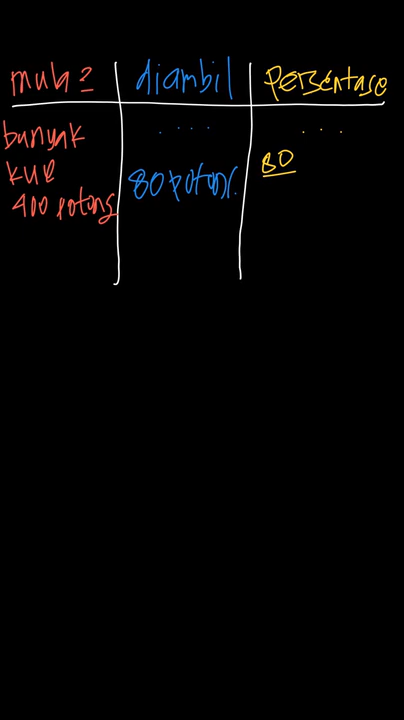 mula2 diambil persentase
banyak .... ...
kue 80
400 potong 80 potong